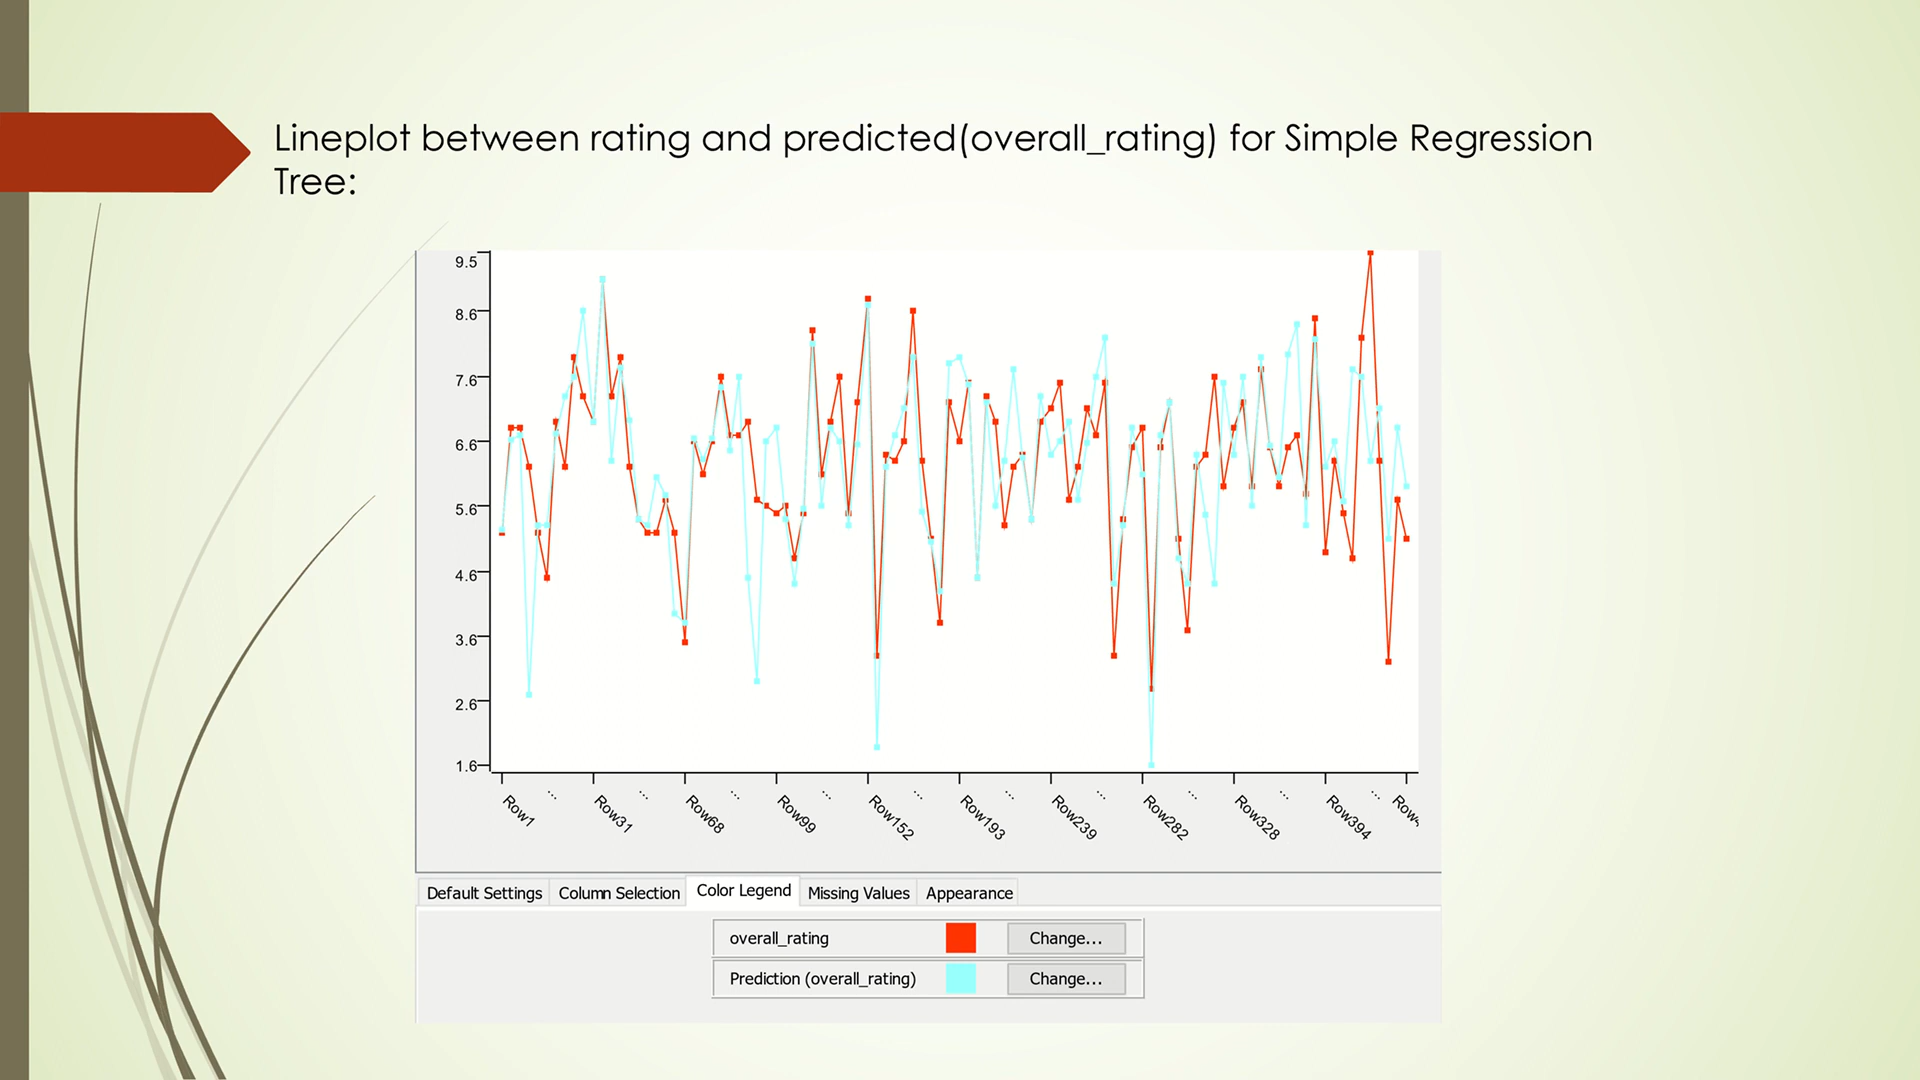 Lineplot between rating and predicted(overall_rating) for Simple Regression
Tree:
9.5
8.6
7.6
6.6
5.6
4.6
3.6
2.6
1.6
Row1 ... Row31 ... Row68 ... Row99 ... Row152 ... Row193 ... Row239 ... Row282 ... Row328 ... Row394 ...
Default Settings Column Selection Color Legend Missing Values Appearance
overall_rating Change...
Prediction (overall_rating) Change...